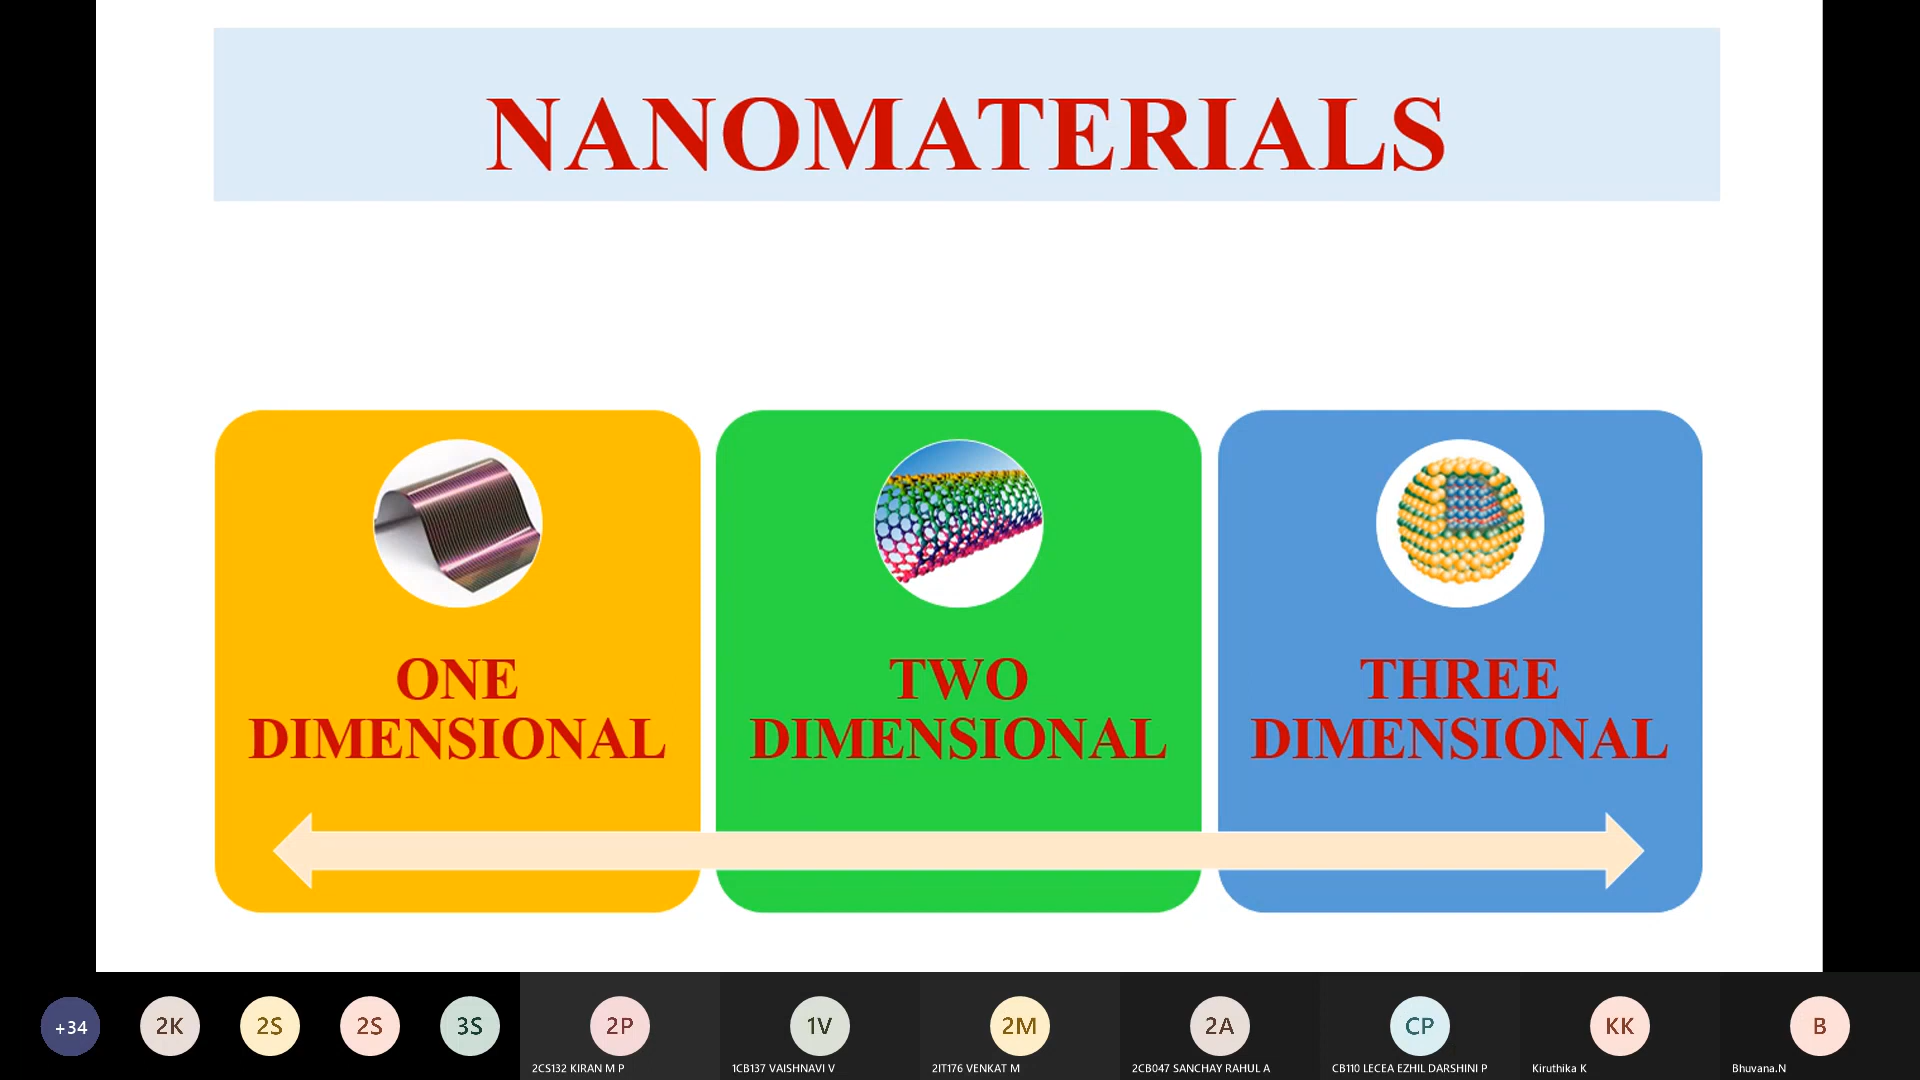 NANOMATERIALS
ONE
DIMENSIONAL
TWO
DIMENSIONAL
THREE
DIMENSIONAL
+34
2K
2S
2S
3S
2P
2CS132 KIRAN M P
1V
1CB137 VAISHNAVI V
2M
2IT176 VENKAT M
2A
2CB047 SANCHAY RAHUL A
CP
CB110 LECEA EZHIL DARSHINI P
KK
Kiruthika K
B
Bhuvana.N